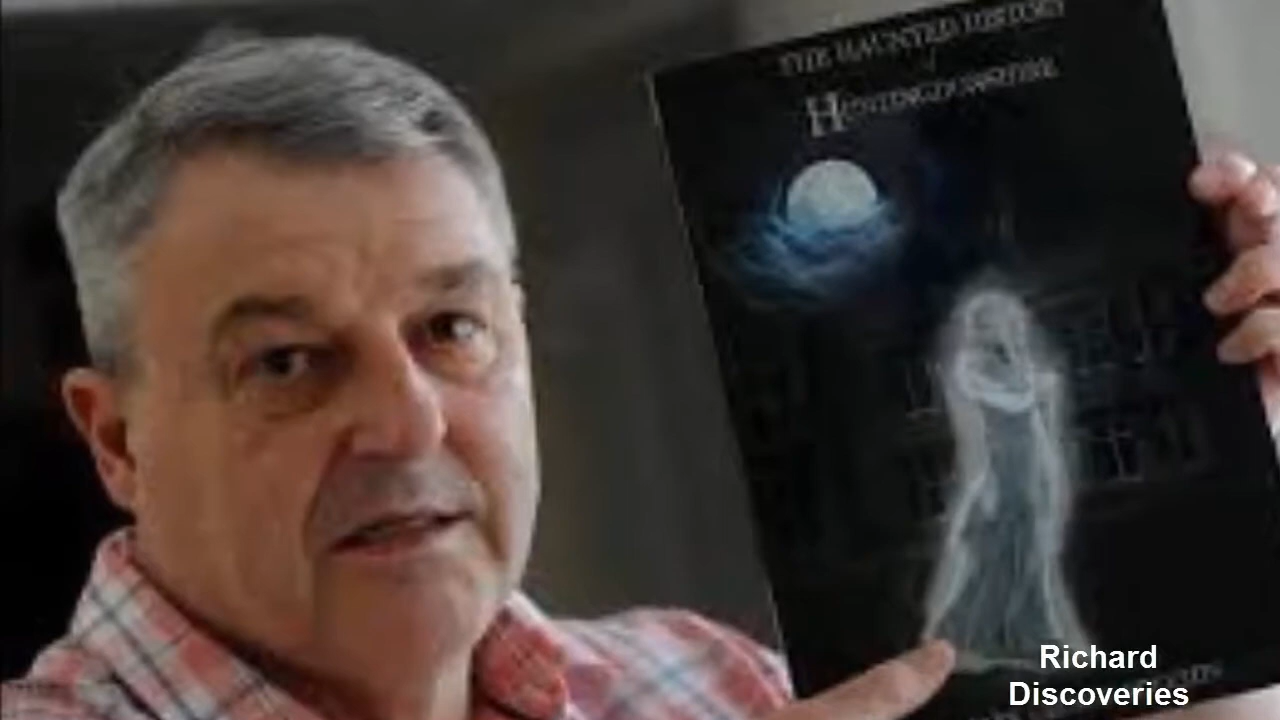 THE HAUNTED HISTORY
OF
HUNTINGDONSHIRE
Richard
Discoveries